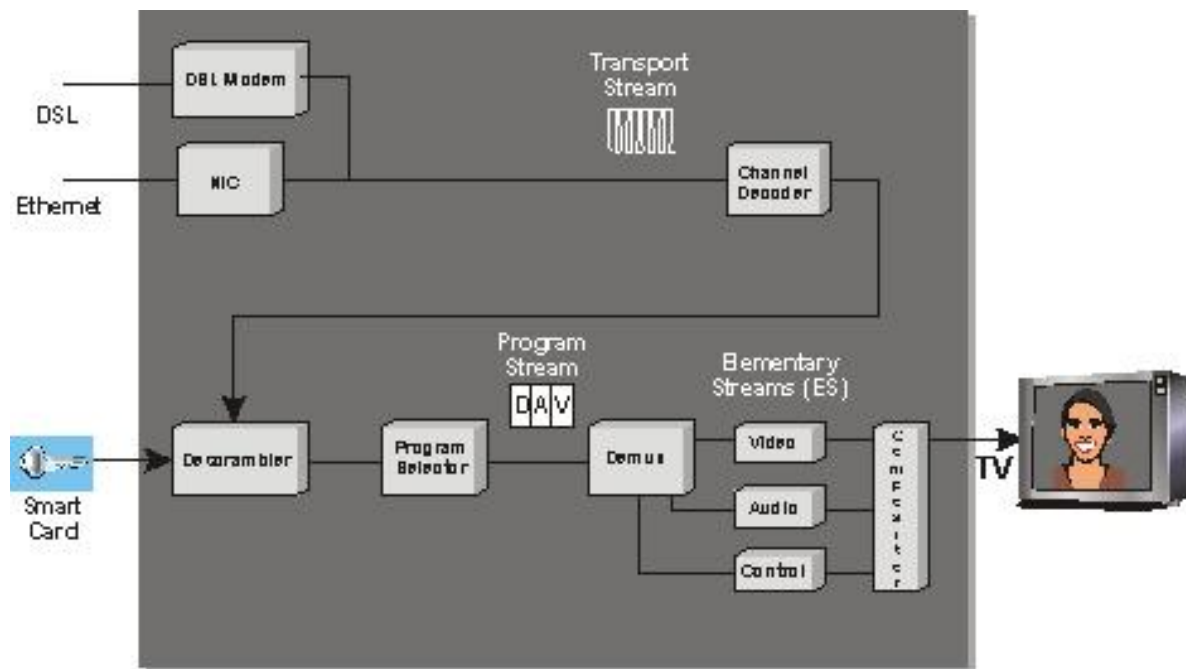 DSL Modem
DSL
NIC
Ethernet
Transport
Stream
Channel
Decoder
Program
Stream
D A V
Elementary
Streams (ES)
Smart
Card
Descrambler
Program
Selector
Demux
Video
Audio
Control
Compositer
TV